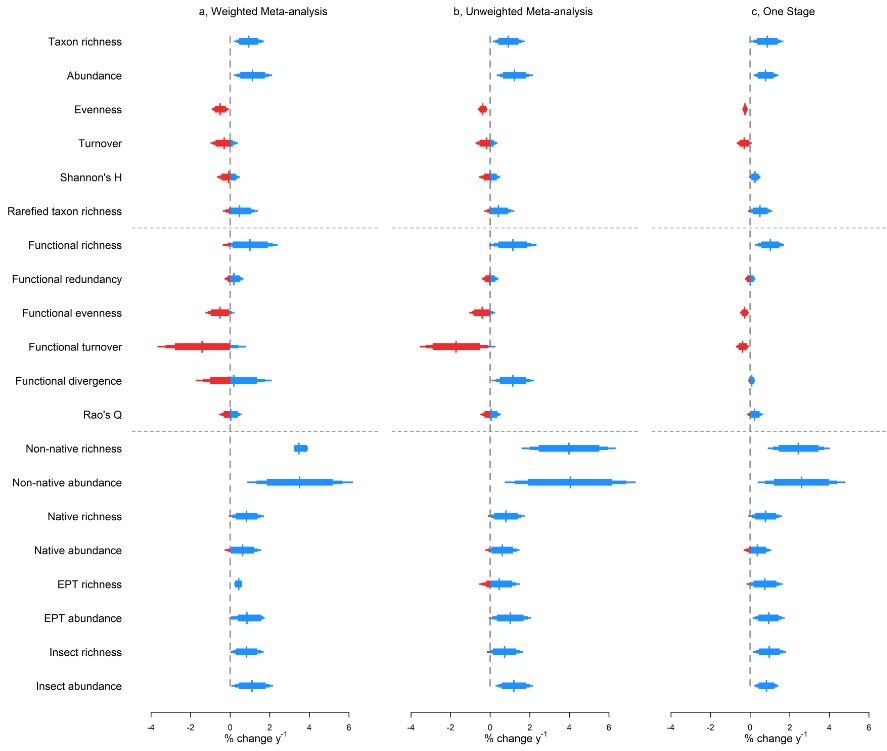 a, Weighted Meta-analysis
b, Unweighted Meta-analysis
c, One Stage
Taxon richness
Abundance
Evenness
Turnover
Shannon's H
Rarefied taxon richness
Functional richness
Functional redundancy
Functional evenness
Functional turnover
Functional divergence
Rao's Q
Non-native richness
Non-native abundance
Native richness
Native abundance
EPT richness
EPT abundance
Insect richness
Insect abundance
-4 -2 0 2 4 6
-4 -2 0 2 4 6
-4 -2 0 2 4 6
% change y⁻¹
% change y⁻¹
% change y⁻¹